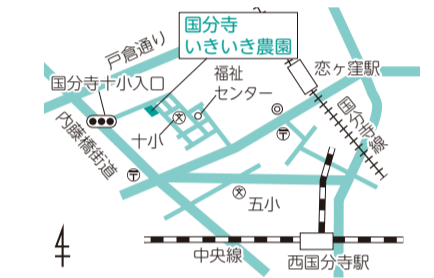 国分寺
いきいき農園
戸倉通り
恋ヶ窪駅
国分寺十小入口
福祉
センター
国分寺線
十小
文
内藤橋街道
〒
〒
文
五小
中央線
西国分寺駅